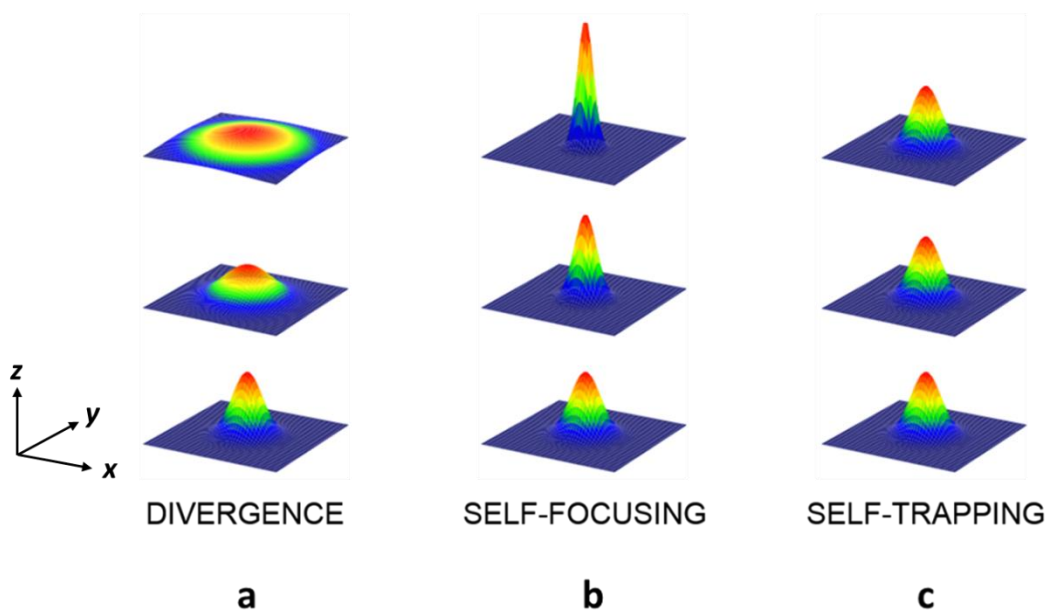 z
y
x
DIVERGENCE
SELF-FOCUSING
SELF-TRAPPING
a
b
c